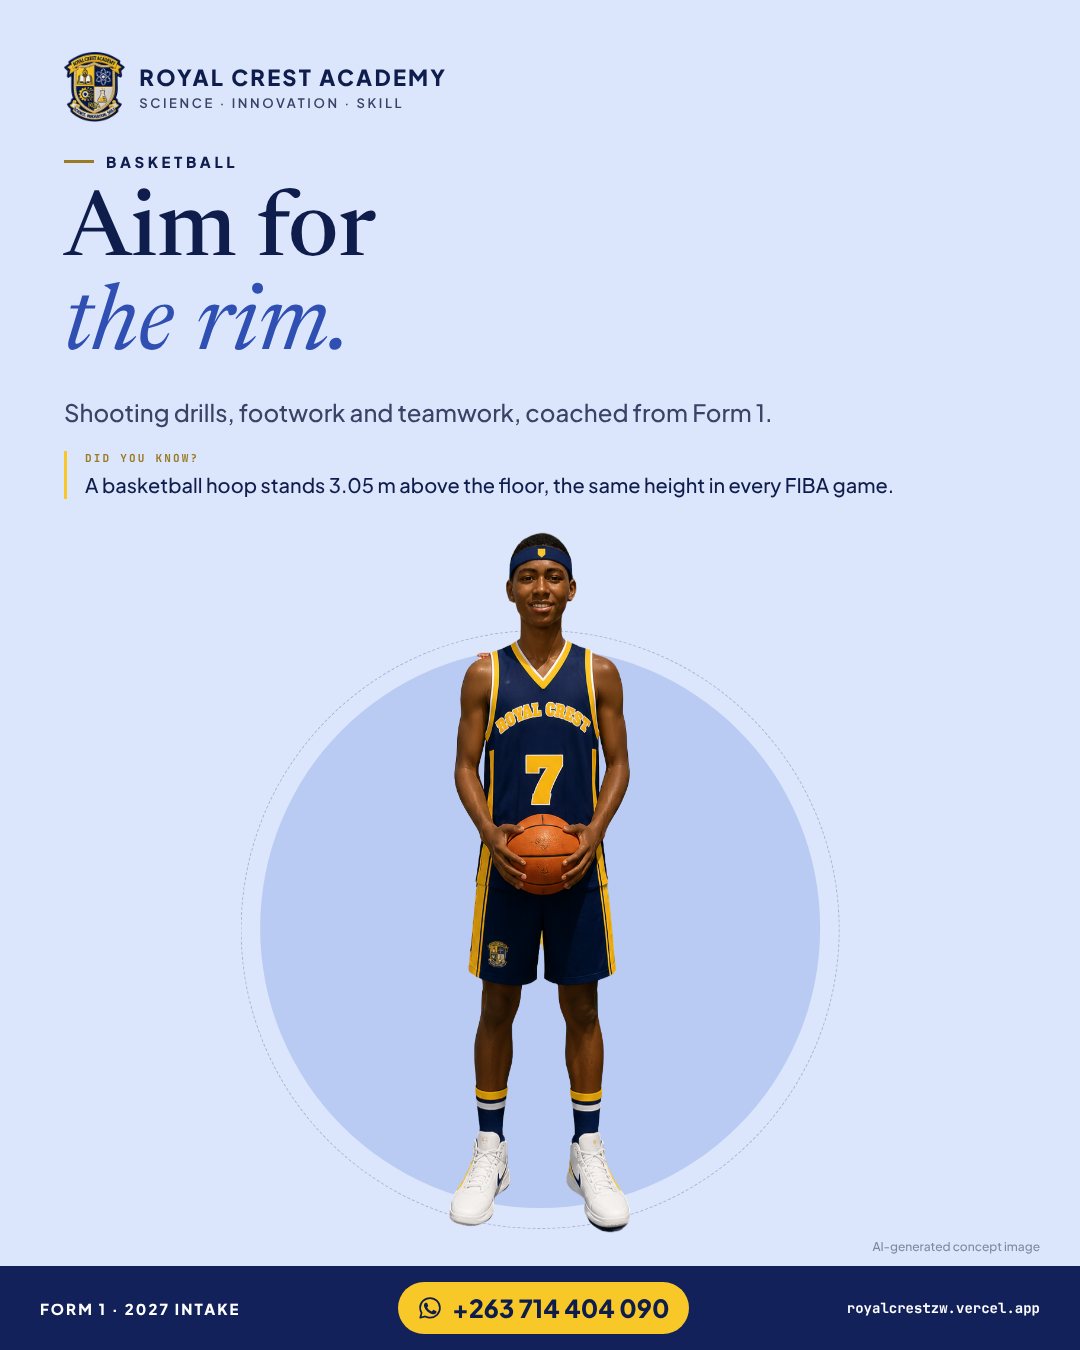 ROYAL CREST ACADEMY
SCIENCE · INNOVATION · SKILL
BASKETBALL
Aim for
the rim.
Shooting drills, footwork and teamwork, coached from Form 1.
DID YOU KNOW?
A basketball hoop stands 3.05 m above the floor, the same height in every FIBA game.
ROYAL CREST
7
AI-generated concept image
FORM 1 · 2027 INTAKE
+263 714 404 090
royalcrestzw.vercel.app